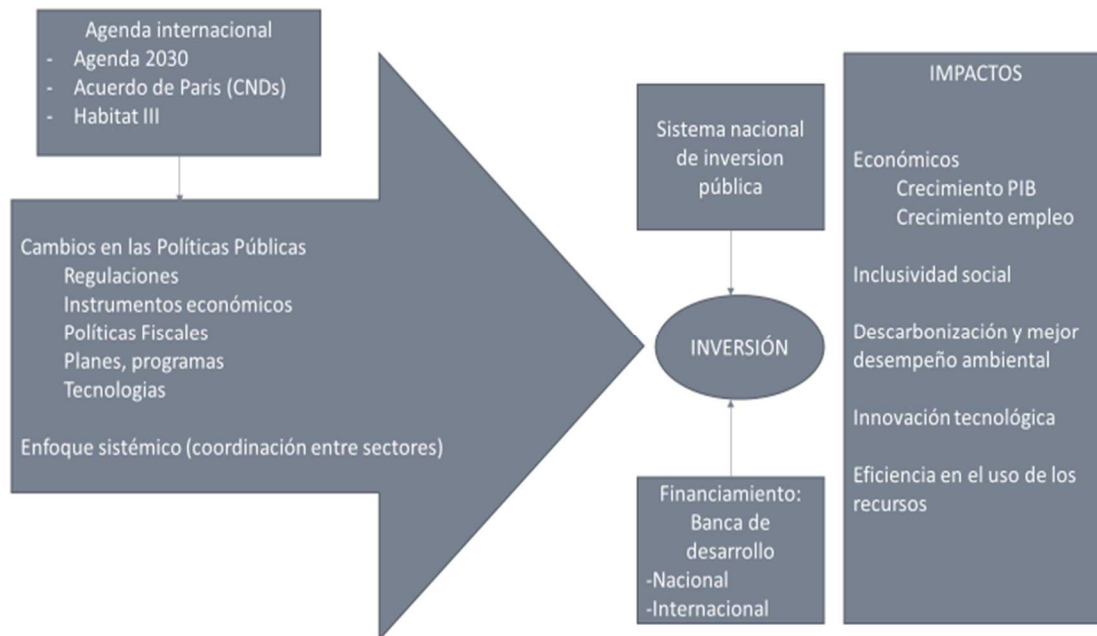 Agenda internacional
- Agenda 2030
- Acuerdo de Paris (CNDs)
- Habitat III
Cambios en las Políticas Públicas
Regulaciones
Instrumentos económicos
Políticas Fiscales
Planes, programas
Tecnologias
Enfoque sistémico (coordinación entre sectores)
Sistema nacional
de inversion
pública
INVERSIÓN
Financiamiento:
Banca de
desarrollo
-Nacional
-Internacional
IMPACTOS
Económicos
Crecimiento PIB
Crecimiento empleo
Inclusividad social
Descarbonización y mejor
desempeño ambiental
Innovación tecnológica
Eficiencia en el uso de los
recursos